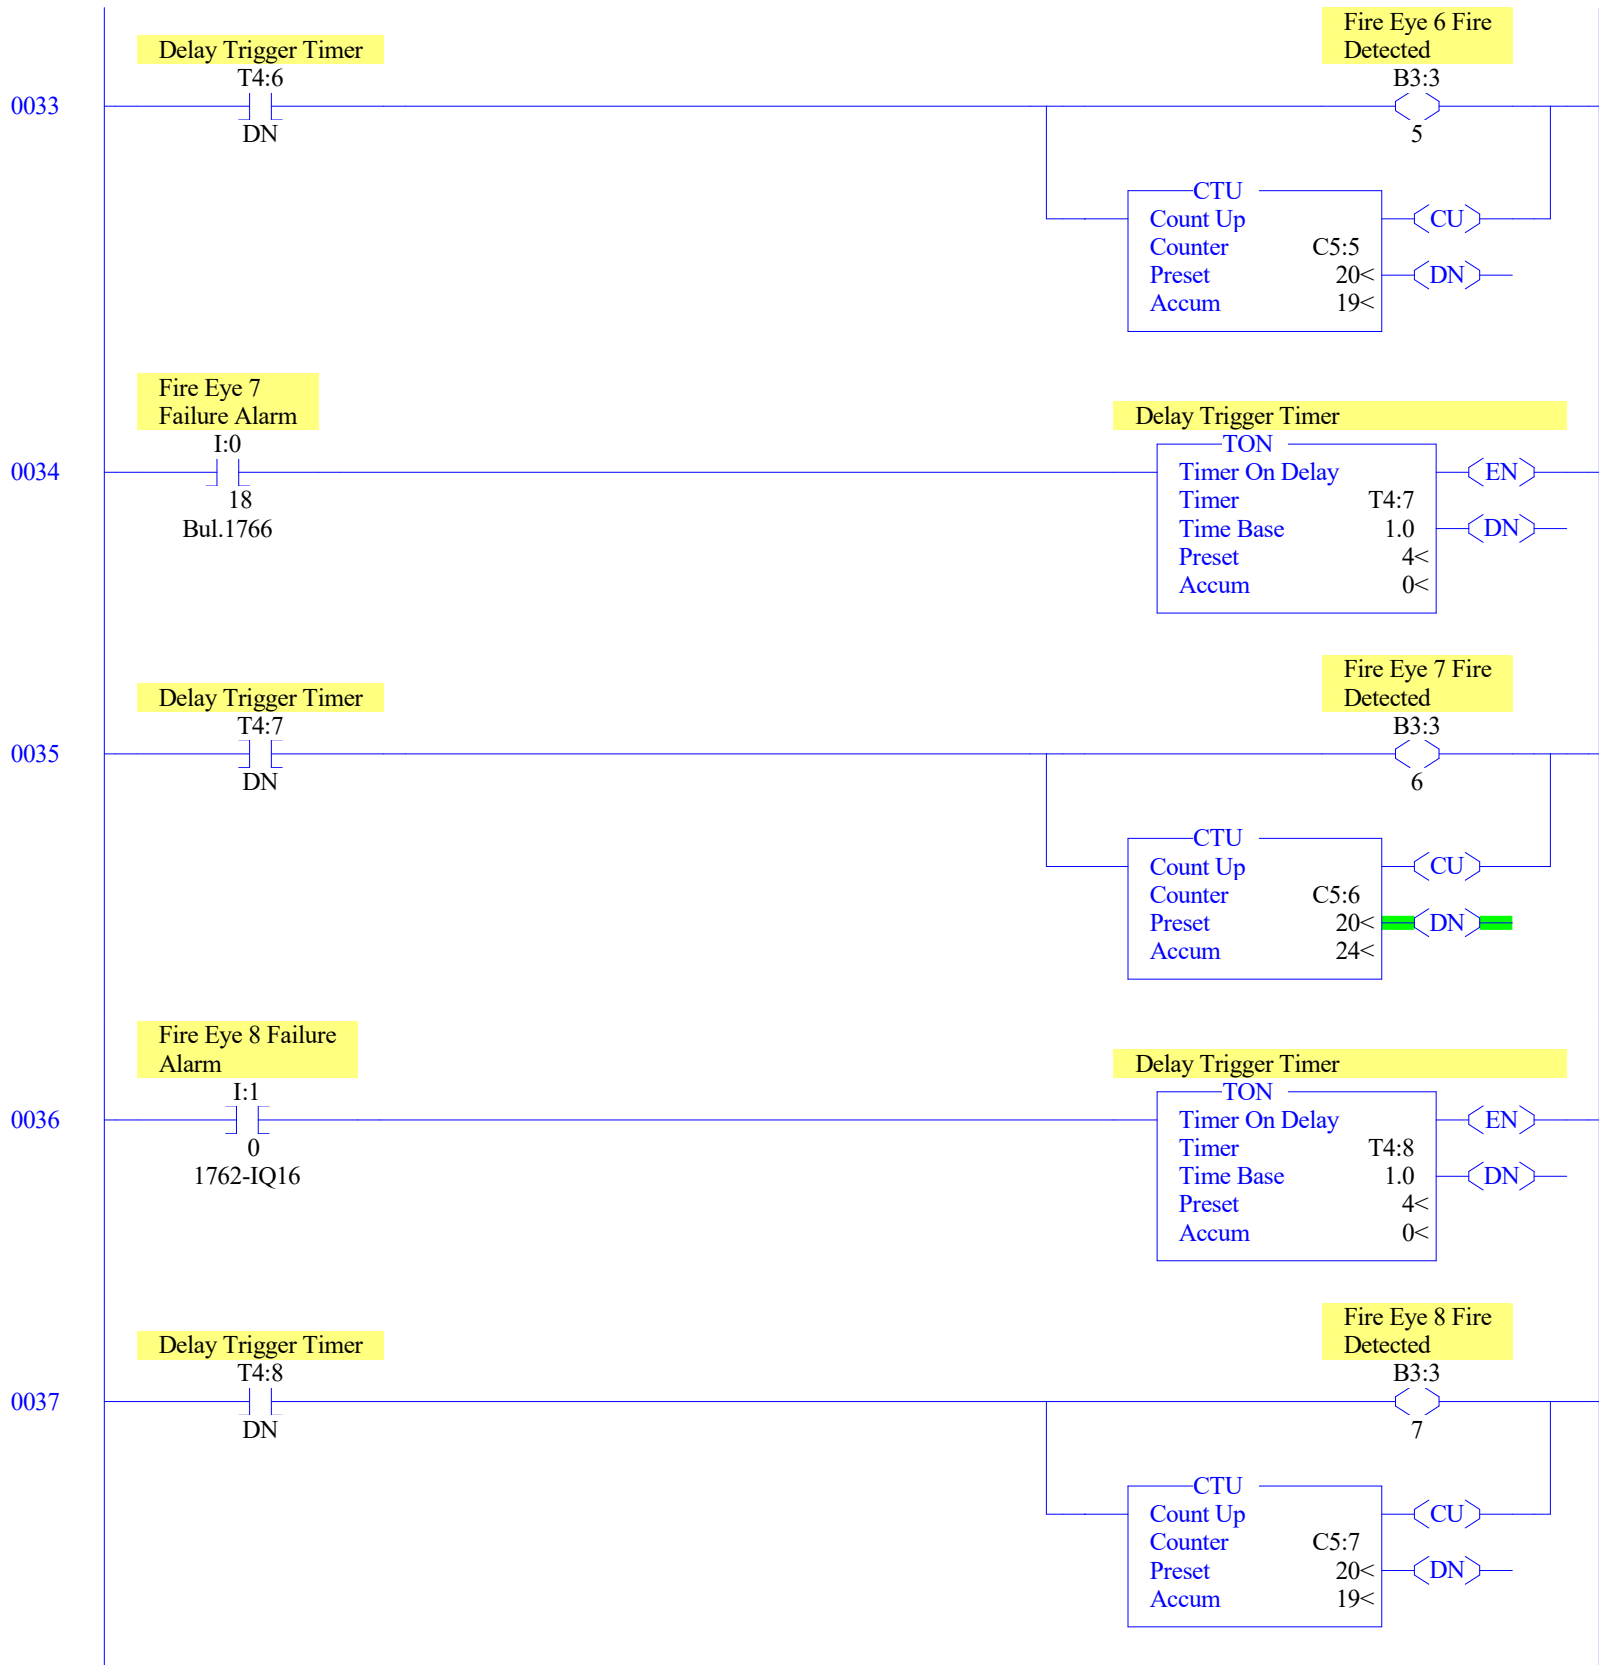 Fire Eye 6 Fire
Detected
Delay Trigger Timer
T4:6
B3:3
0033
DN
5
CTU
Count Up
CU
Counter C5:5
Preset 20<
DN
Accum 19<
Fire Eye 7
Failure Alarm
Delay Trigger Timer
I:0
TON
0034
Timer On Delay
EN
18
Timer T4:7
Bul.1766
Time Base 1.0
DN
Preset 4<
Accum 0<
Fire Eye 7 Fire
Detected
Delay Trigger Timer
T4:7
B3:3
0035
DN
6
CTU
Count Up
CU
Counter C5:6
Preset 20<
DN
Accum 24<
Fire Eye 8 Failure
Alarm
Delay Trigger Timer
I:1
TON
0036
Timer On Delay
EN
0
Timer T4:8
1762-IQ16
Time Base 1.0
DN
Preset 4<
Accum 0<
Fire Eye 8 Fire
Detected
Delay Trigger Timer
T4:8
B3:3
0037
DN
7
CTU
Count Up
CU
Counter C5:7
Preset 20<
DN
Accum 19<